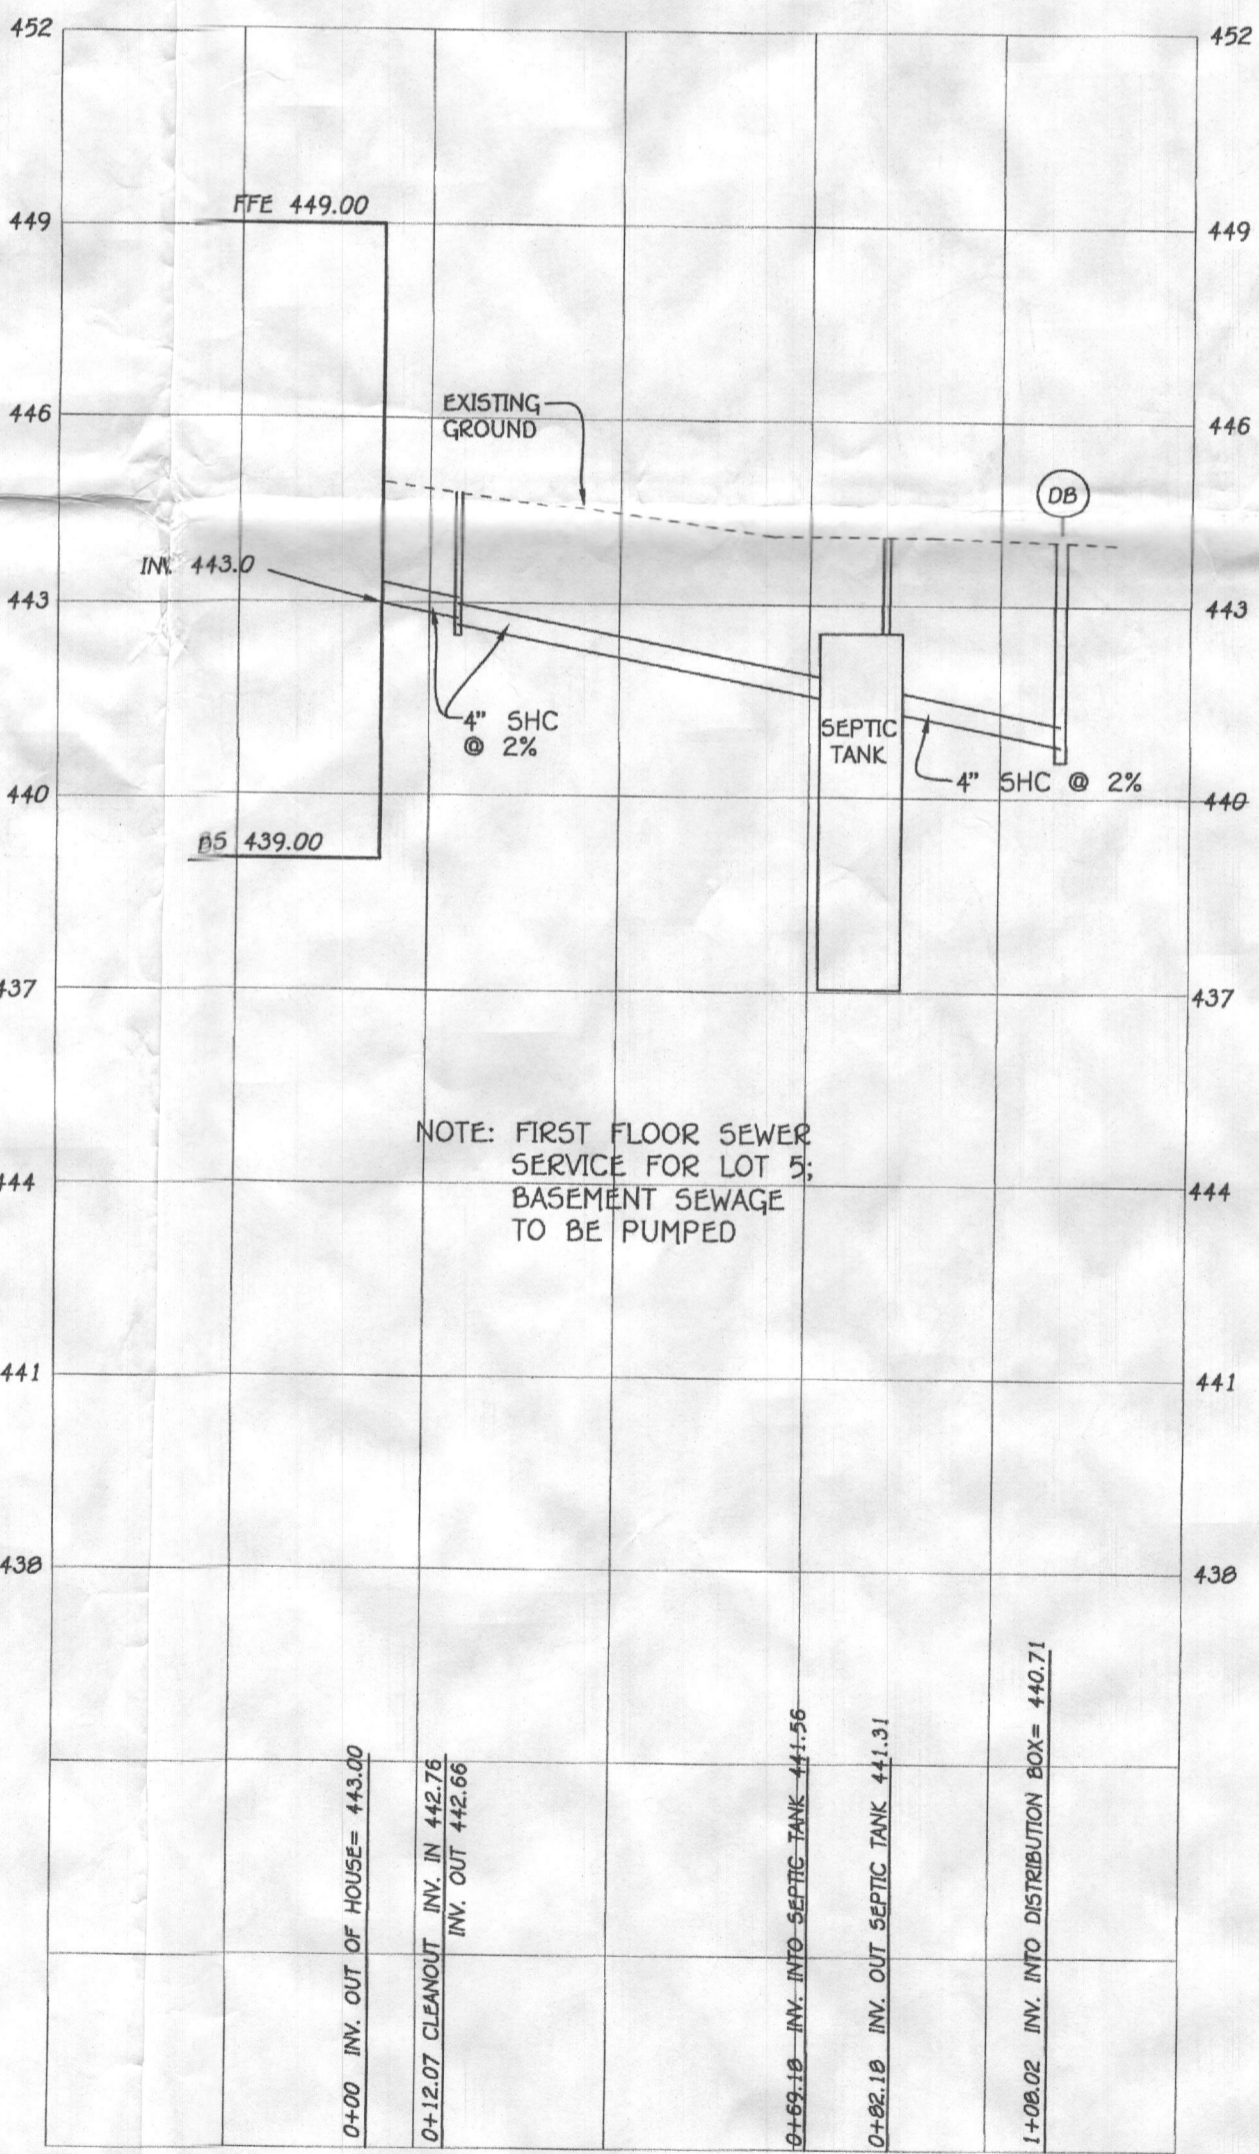 452 452
FFE 449.00
449 449
EXISTING
GROUND
446 446
DB
INV. 443.0
443 443
4" SHC
@ 2%
SEPTIC
TANK
4" SHC @ 2%
440 440
BS 439.00
437 437
NOTE: FIRST FLOOR SEWER
SERVICE FOR LOT 5;
BASEMENT SEWAGE
TO BE PUMPED
444 444
441 441
438 438
0+00 INV. OUT OF HOUSE= 443.00
0+12.07 CLEANOUT INV. IN 442.76
INV. OUT 442.66
0+69.18 INV. INTO SEPTIC TANK 441.56
0+82.18 INV. OUT SEPTIC TANK 441.31
1+08.02 INV. INTO DISTRIBUTION BOX= 440.71